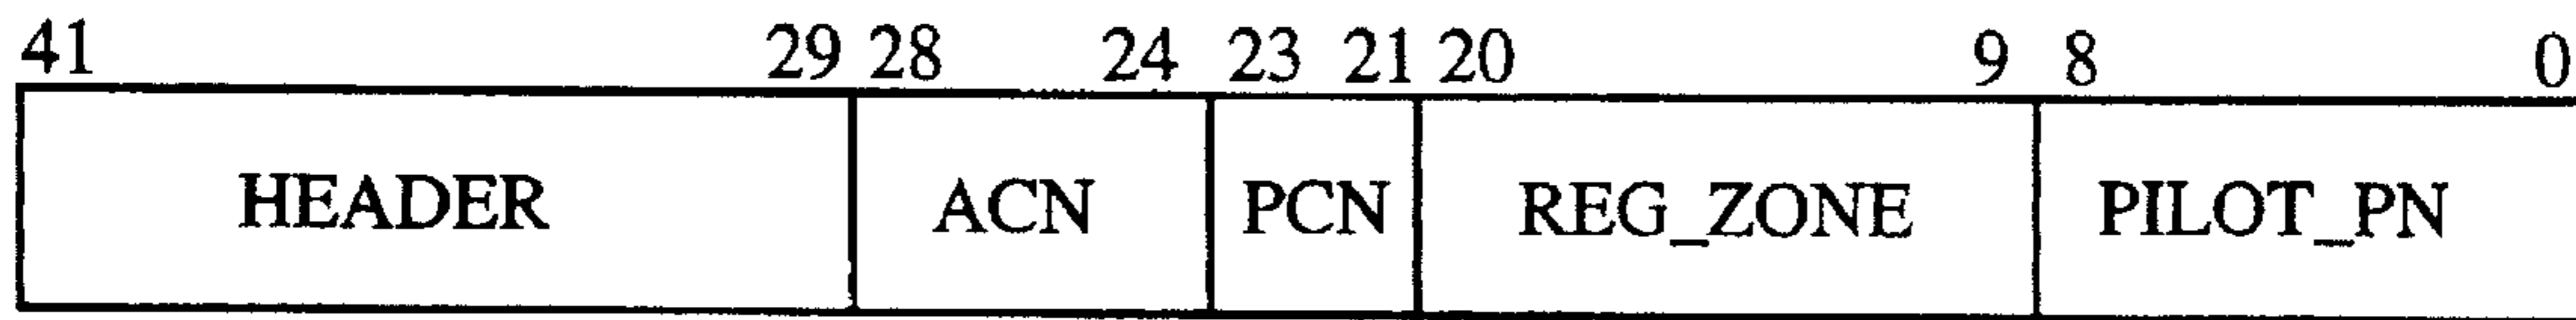 41 29 28 24 23 21 20 9 8 0
HEADER ACN PCN REG_ZONE PILOT_PN